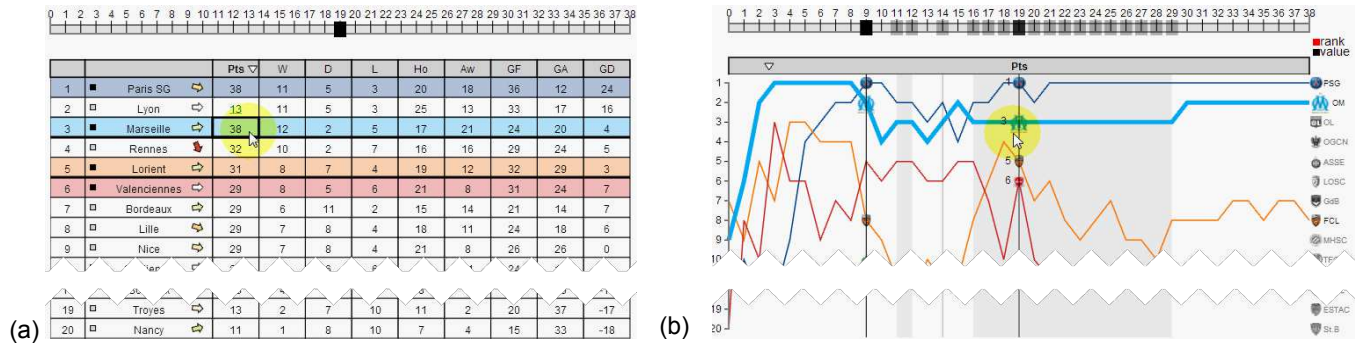 0 1 2 3 4 5 6 7 8 9 10 11 12 13 14 15 16 17 18 19 20 21 22 23 24 25 26 27 28 29 30 31 32 33 34 35 36 37 38
Pts W D L Ho Aw GF GA GD
1 Paris SG 38 11 5 3 20 18 36 12 24
2 Lyon 13 11 5 3 25 13 33 17 16
3 Marseille 38 12 2 5 17 21 24 20 4
4 Rennes 32 10 2 7 16 16 29 24 5
5 Lorient 31 8 7 4 19 12 32 29 3
6 Valenciennes 29 8 5 6 21 8 31 24 7
7 Bordeaux 29 6 11 2 15 14 21 14 7
8 Lille 29 7 8 4 18 11 24 18 6
9 Nice 29 7 8 4 21 8 26 26 0
19 Troyes 13 2 7 10 11 2 20 37 -17
20 Nancy 11 1 8 10 7 4 15 33 -18
(a)
0 1 2 3 4 5 6 7 8 9 10 11 12 13 14 15 16 17 18 19 20 21 22 23 24 25 26 27 28 29 30 31 32 33 34 35 36 37 38
rank
value
Pts
1 1 PSG
2 OM
3 3 OL
4 OGCN
5 5 ASSE
6 6 LOSC
7 GdB
8 FCL
9 MHSC
10
19 ESTAC
20 St.B
(b)